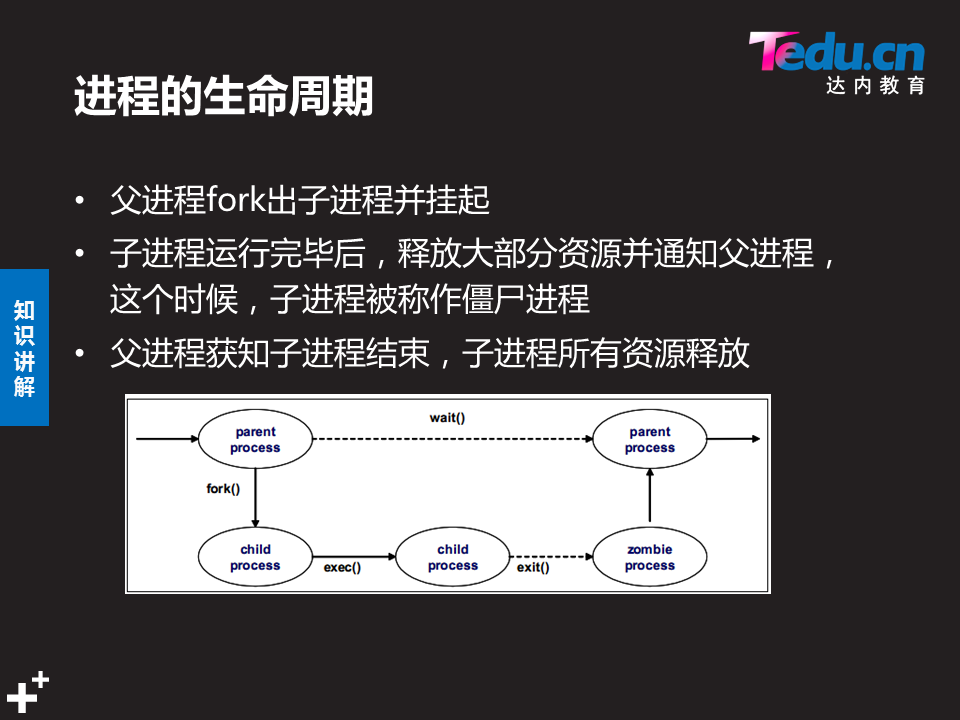 Tedu.cn
达内教育
进程的生命周期
• 父进程fork出子进程并挂起
• 子进程运行完毕后，释放大部分资源并通知父进程，
这个时候，子进程被称作僵尸进程
• 父进程获知子进程结束，子进程所有资源释放
知
识
讲
解
wait()
parent
process
parent
process
fork()
child
process
exec()
child
process
exit()
zombie
process